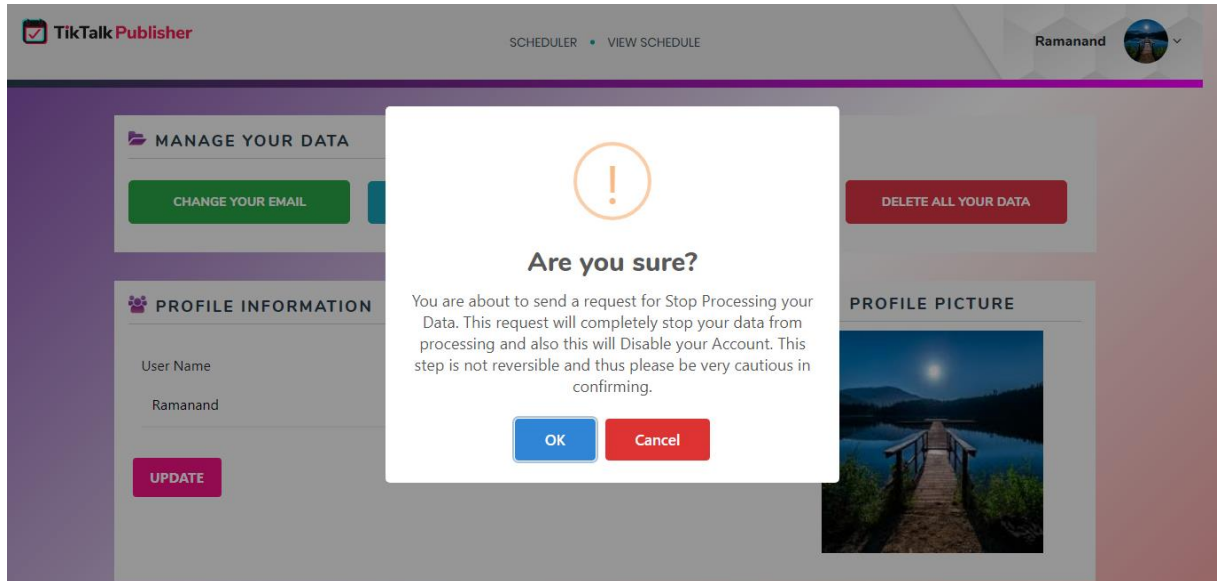 TikTalk Publisher
SCHEDULER • VIEW SCHEDULE
Ramanand
MANAGE YOUR DATA
CHANGE YOUR EMAIL
DELETE ALL YOUR DATA
!
Are you sure?
You are about to send a request for Stop Processing your
Data. This request will completely stop your data from
processing and also this will Disable your Account. This
step is not reversible and thus please be very cautious in
confirming.
OK
Cancel
PROFILE INFORMATION
User Name
Ramanand
UPDATE
PROFILE PICTURE